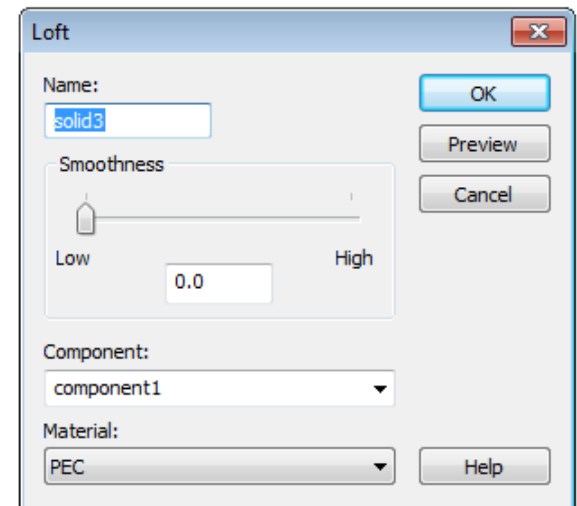 Loft
Name:
OK
solid3
Preview
Smoothness
Cancel
Low
High
0.0
Component:
component1
Material:
PEC
Help